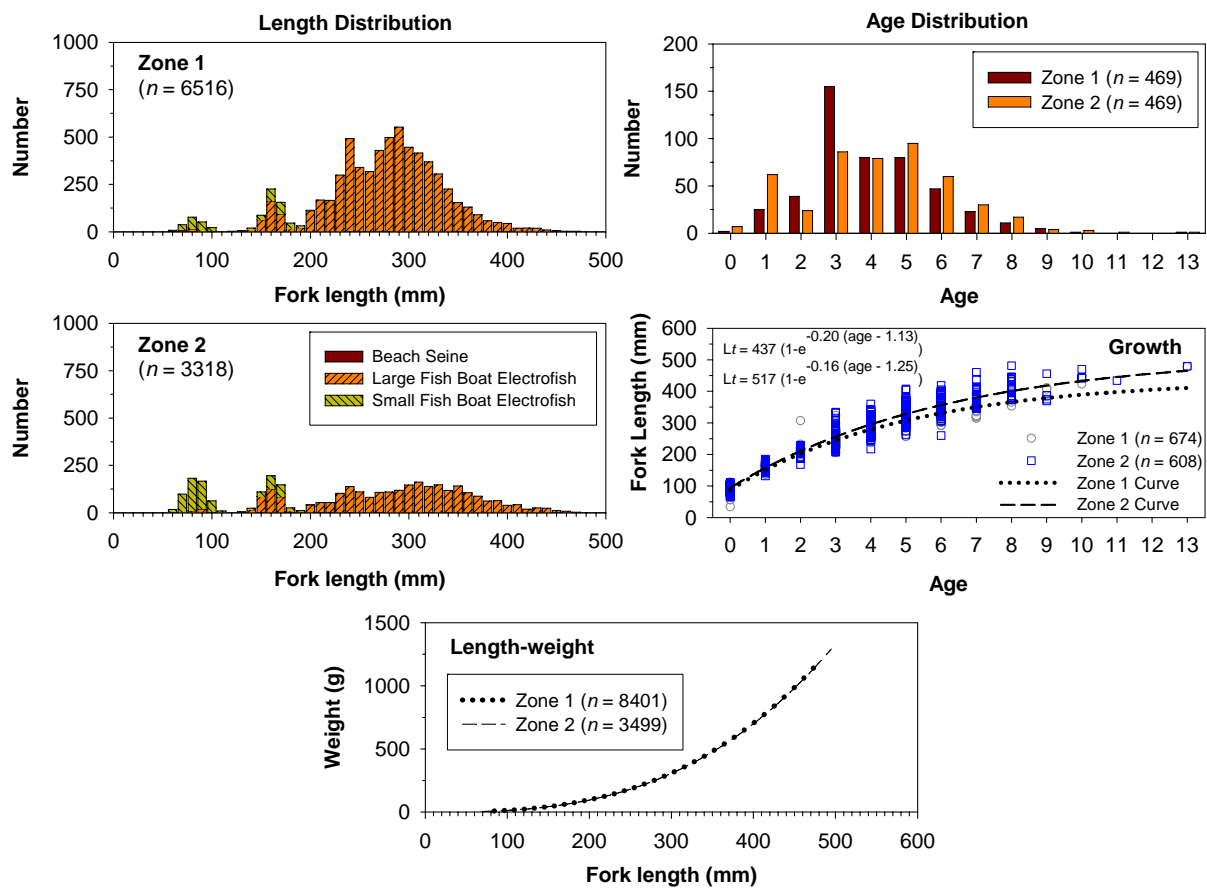 Length Distribution
1000
750
500
250
0
Number
Zone 1
(n = 6516)
0 100 200 300 400 500
Fork length (mm)
Age Distribution
200
150
100
50
0
Number
Zone 1 (n = 469)
Zone 2 (n = 469)
0 1 2 3 4 5 6 7 8 9 10 11 12 13
Age
1000
750
500
250
0
Number
Zone 2
(n = 3318)
Beach Seine
Large Fish Boat Electrofish
Small Fish Boat Electrofish
0 100 200 300 400 500
Fork length (mm)
600
500
400
300
200
100
0
Fork Length (mm)
Lt = 437 (1-e^-0.20 (age - 1.13))
Lt = 517 (1-e^-0.16 (age - 1.25))
Growth
Zone 1 (n = 674)
Zone 2 (n = 608)
Zone 1 Curve
Zone 2 Curve
0 1 2 3 4 5 6 7 8 9 10 11 12 13
Age
1500
1000
500
0
Weight (g)
Length-weight
Zone 1 (n = 8401)
Zone 2 (n = 3499)
0 100 200 300 400 500 600
Fork length (mm)